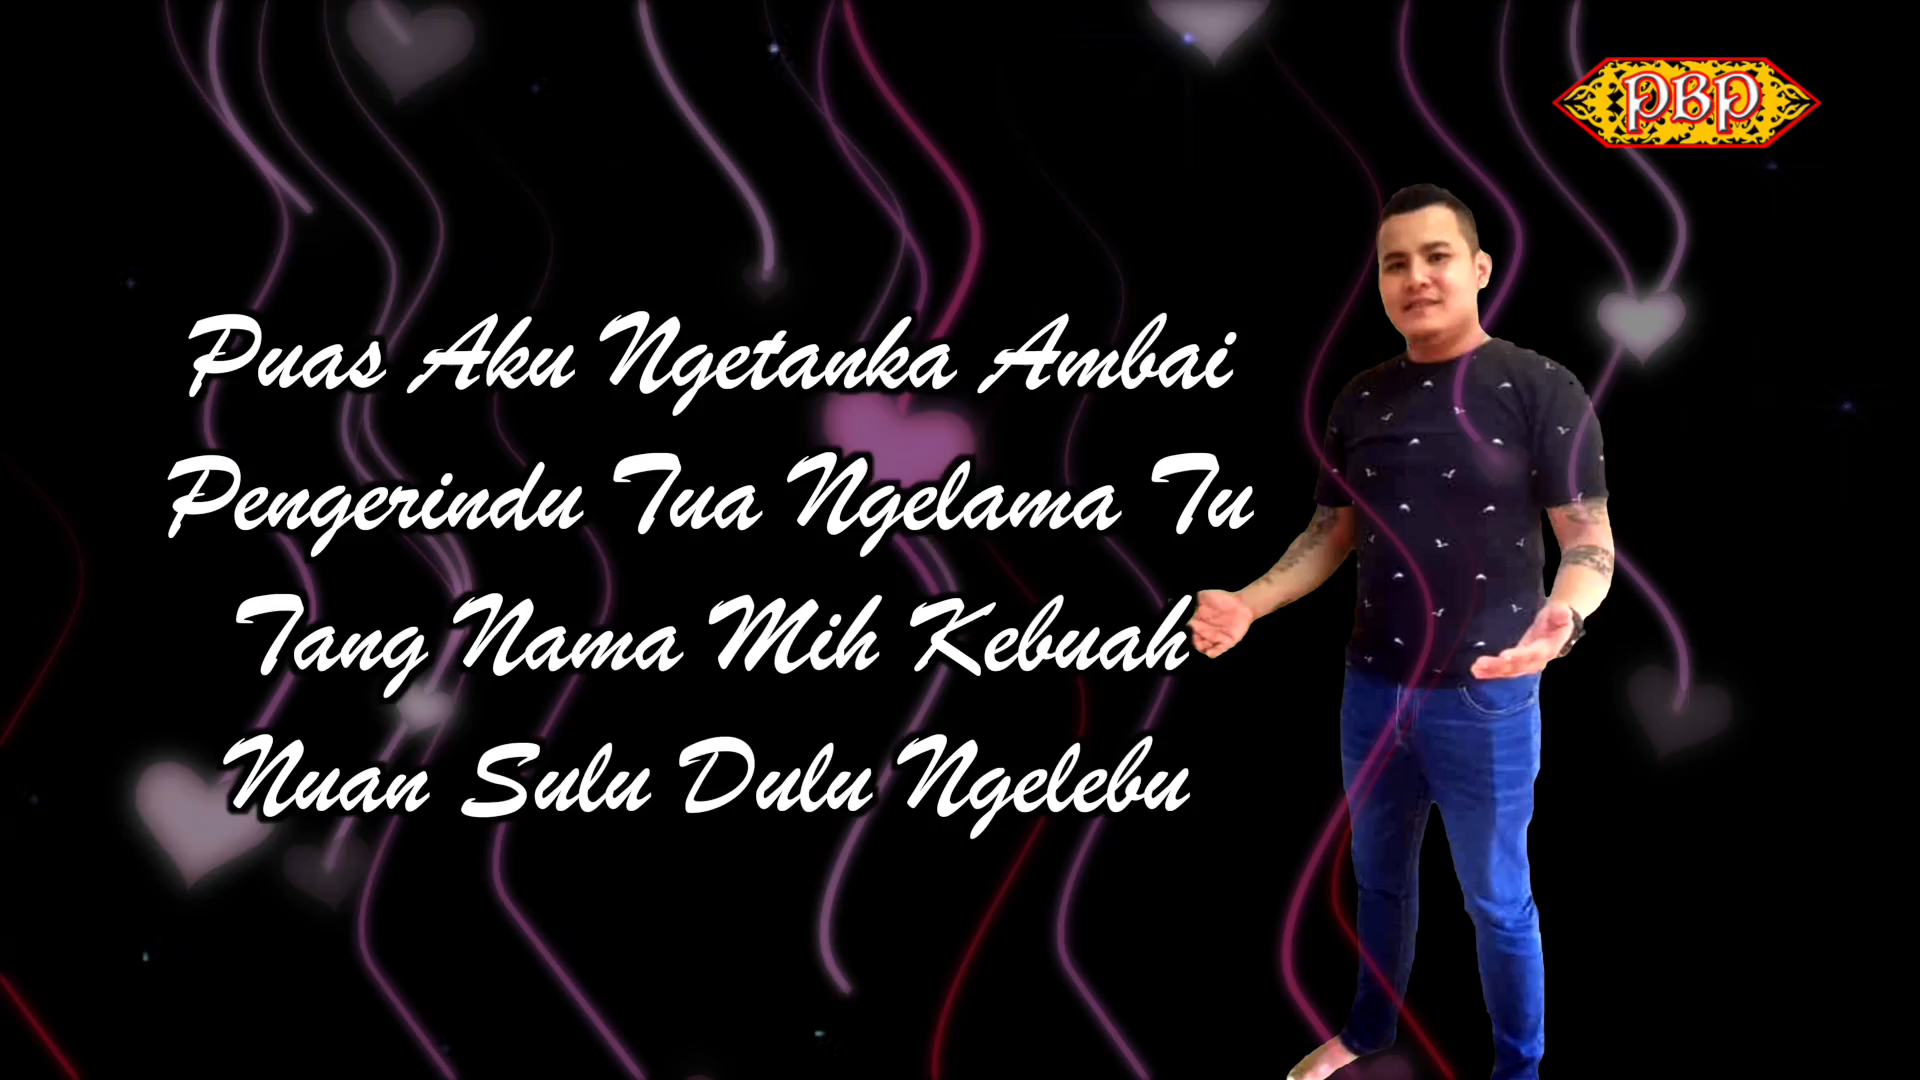 PBP
Puas Aku Ngetanka Ambai
Pengerindu Tua Ngelama Tu
Tang Nama Mih Kebuah
Nuan Sulu Dulu Ngelebu